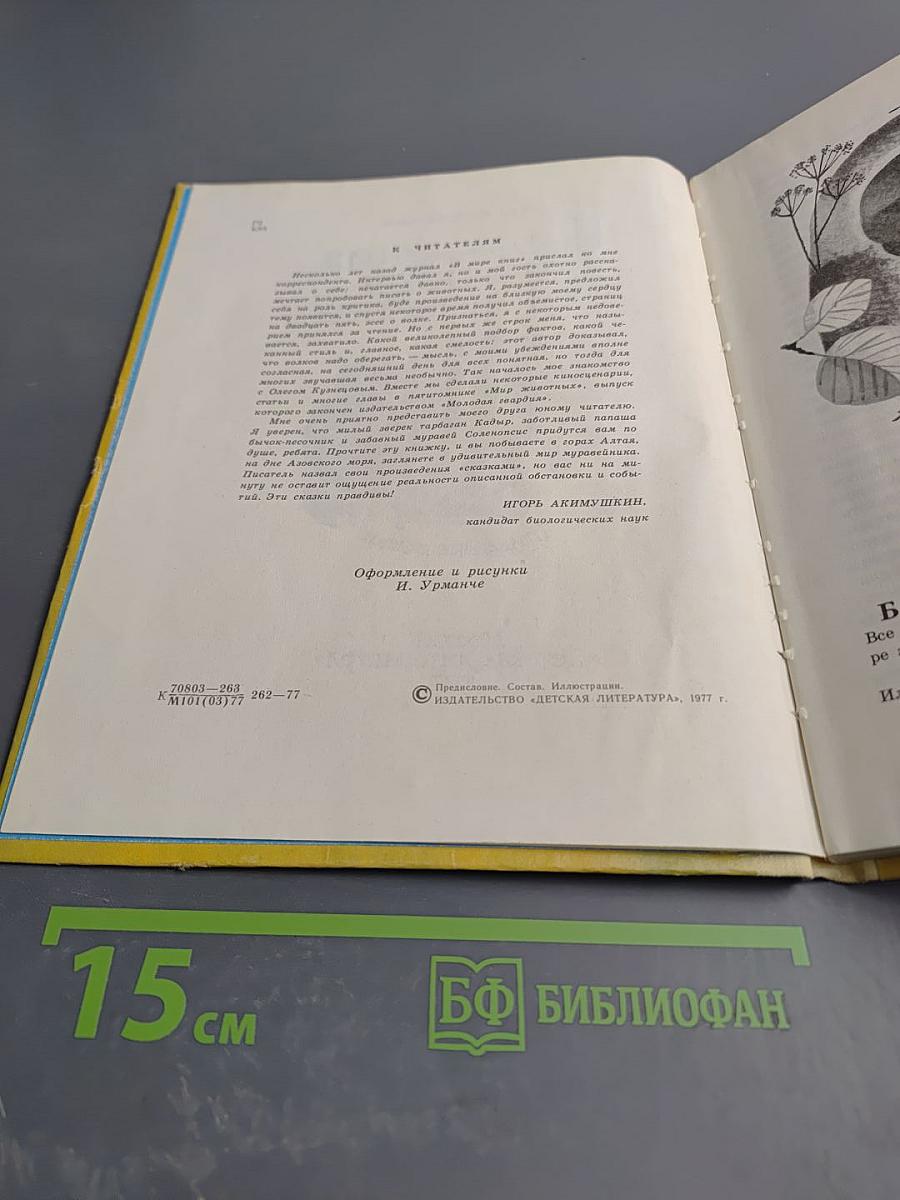 К ЧИТАТЕЛЯМ
Несколько лет назад журнал «В мире книг» прислал ко мне
корреспондента. Интервью давал я, но и мой гость охотно расска-
зывал о себе: печатается давно, только что закончил повесть,
мечтает попробовать писать о животных. Я, разумеется, предложил
себя на роль критика, буде произведение на близкую моему сердцу
тему появится, и спустя некоторое время получил объемистое, страниц
на двадцать пять, эссе о волке. Признаться, я с некоторым недове-
рием принялся за чтение. Но с первых же строк меня, что назы-
вается, захватило. Какой великолепный подбор фактов, какой че-
канный стиль и, главное, какая смелость: этот автор доказывал,
что волков надо оберегать, — мысль, с моими убеждениями вполне
согласная, на сегодняшний день для всех понятная, но тогда для
многих звучавшая весьма необычно. Так началось мое знакомство
с Олегом Кузнецовым. Вместе мы сделали некоторые киносценарии,
статьи и многие главы в пятитомнике «Мир животных», выпуск
которого закончен издательством «Молодая гвардия».
Мне очень приятно представить моего друга юному читателю.
Я уверен, что милый зверек тарбаган Кадыр, заботливый папаша
бычок-песочник и забавный муравей Соленопсис придутся вам по
душе, ребята. Прочтите эту книжку, и вы побываете в горах Алтая,
на дне Азовского моря, заглянете в удивительный мир муравейника.
Писатель назвал свои произведения «сказками», но вас ни на ми-
нуту не оставит ощущение реальности описанной обстановки и собы-
тий. Эти сказки правдивы!
ИГОРЬ АКИМУШКИН,
кандидат биологических наук
Оформление и рисунки
И. Урманче
К 70803—263
М101(03)77 262—77
© Предисловие. Состав. Иллюстрации.
ИЗДАТЕЛЬСТВО «ДЕТСКАЯ ЛИТЕРАТУРА», 1977 г.
Б
Все
ре
15 см
БФ БИБЛИОФАН